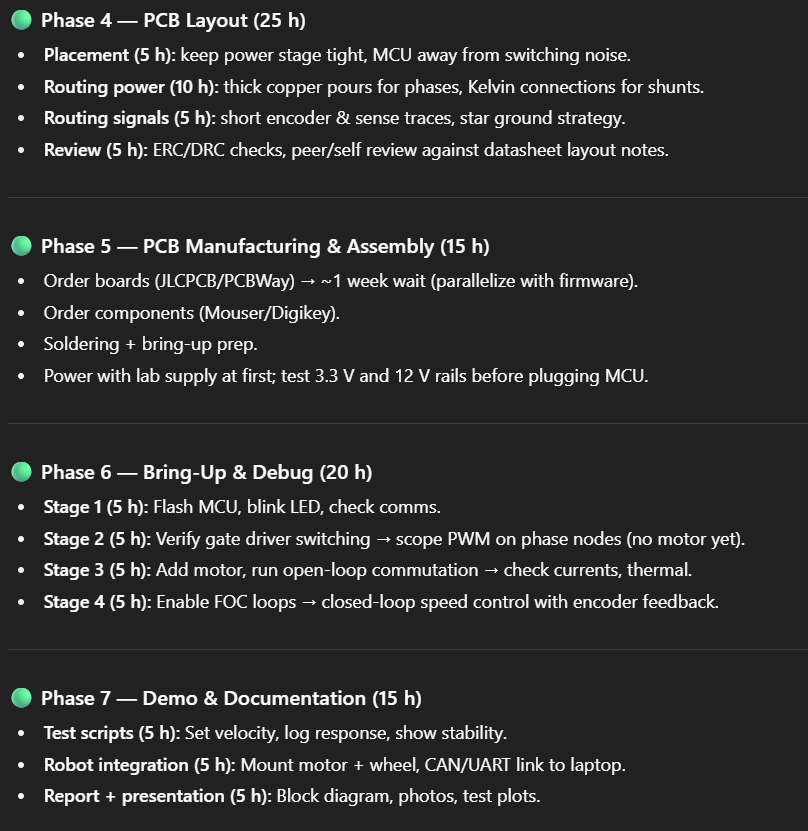 Phase 4 — PCB Layout (25 h)
• Placement (5 h): keep power stage tight, MCU away from switching noise.
• Routing power (10 h): thick copper pours for phases, Kelvin connections for shunts.
• Routing signals (5 h): short encoder & sense traces, star ground strategy.
• Review (5 h): ERC/DRC checks, peer/self review against datasheet layout notes.
Phase 5 — PCB Manufacturing & Assembly (15 h)
• Order boards (JLCPCB/PCBWay) → ~1 week wait (parallelize with firmware).
• Order components (Mouser/Digikey).
• Soldering + bring-up prep.
• Power with lab supply at first; test 3.3 V and 12 V rails before plugging MCU.
Phase 6 — Bring-Up & Debug (20 h)
• Stage 1 (5 h): Flash MCU, blink LED, check comms.
• Stage 2 (5 h): Verify gate driver switching → scope PWM on phase nodes (no motor yet).
• Stage 3 (5 h): Add motor, run open-loop commutation → check currents, thermal.
• Stage 4 (5 h): Enable FOC loops → closed-loop speed control with encoder feedback.
Phase 7 — Demo & Documentation (15 h)
• Test scripts (5 h): Set velocity, log response, show stability.
• Robot integration (5 h): Mount motor + wheel, CAN/UART link to laptop.
• Report + presentation (5 h): Block diagram, photos, test plots.